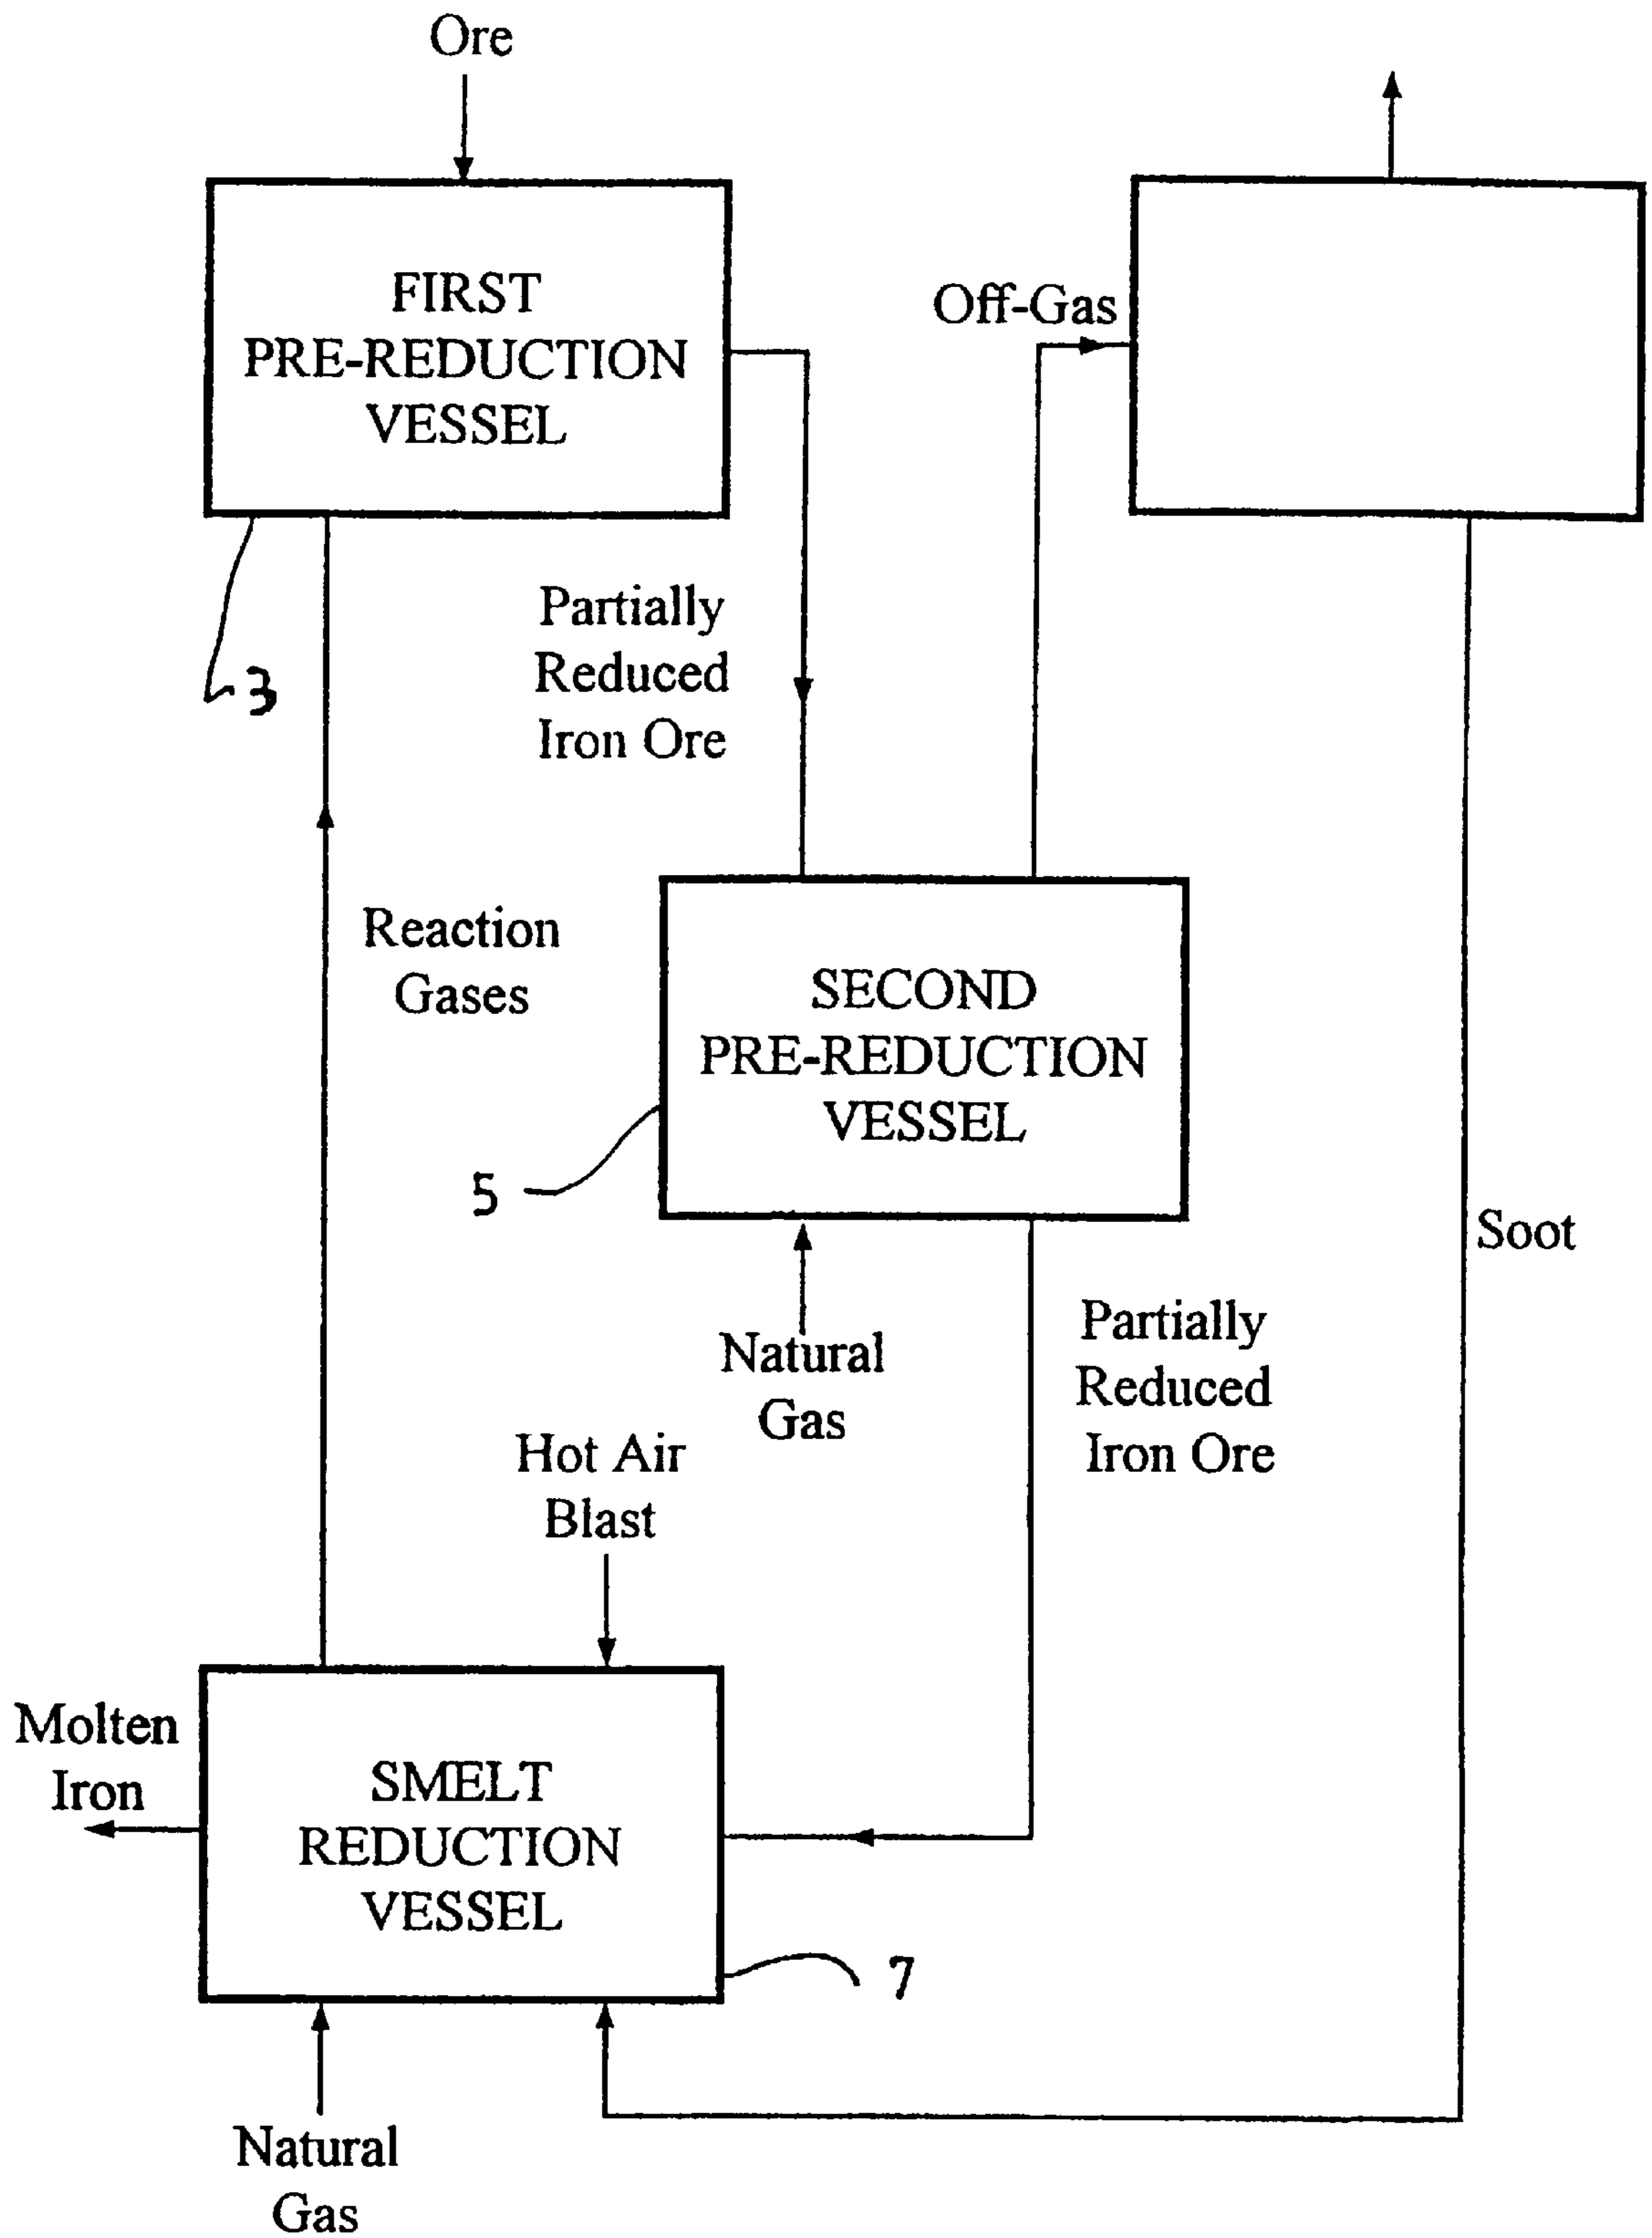 Ore
FIRST
PRE-REDUCTION
VESSEL
Off-Gas
3
Partially
Reduced
Iron Ore
Reaction
Gases
SECOND
PRE-REDUCTION
VESSEL
5
Soot
Natural
Gas
Partially
Reduced
Iron Ore
Hot Air
Blast
Molten
Iron
SMELT
REDUCTION
VESSEL
7
Natural
Gas